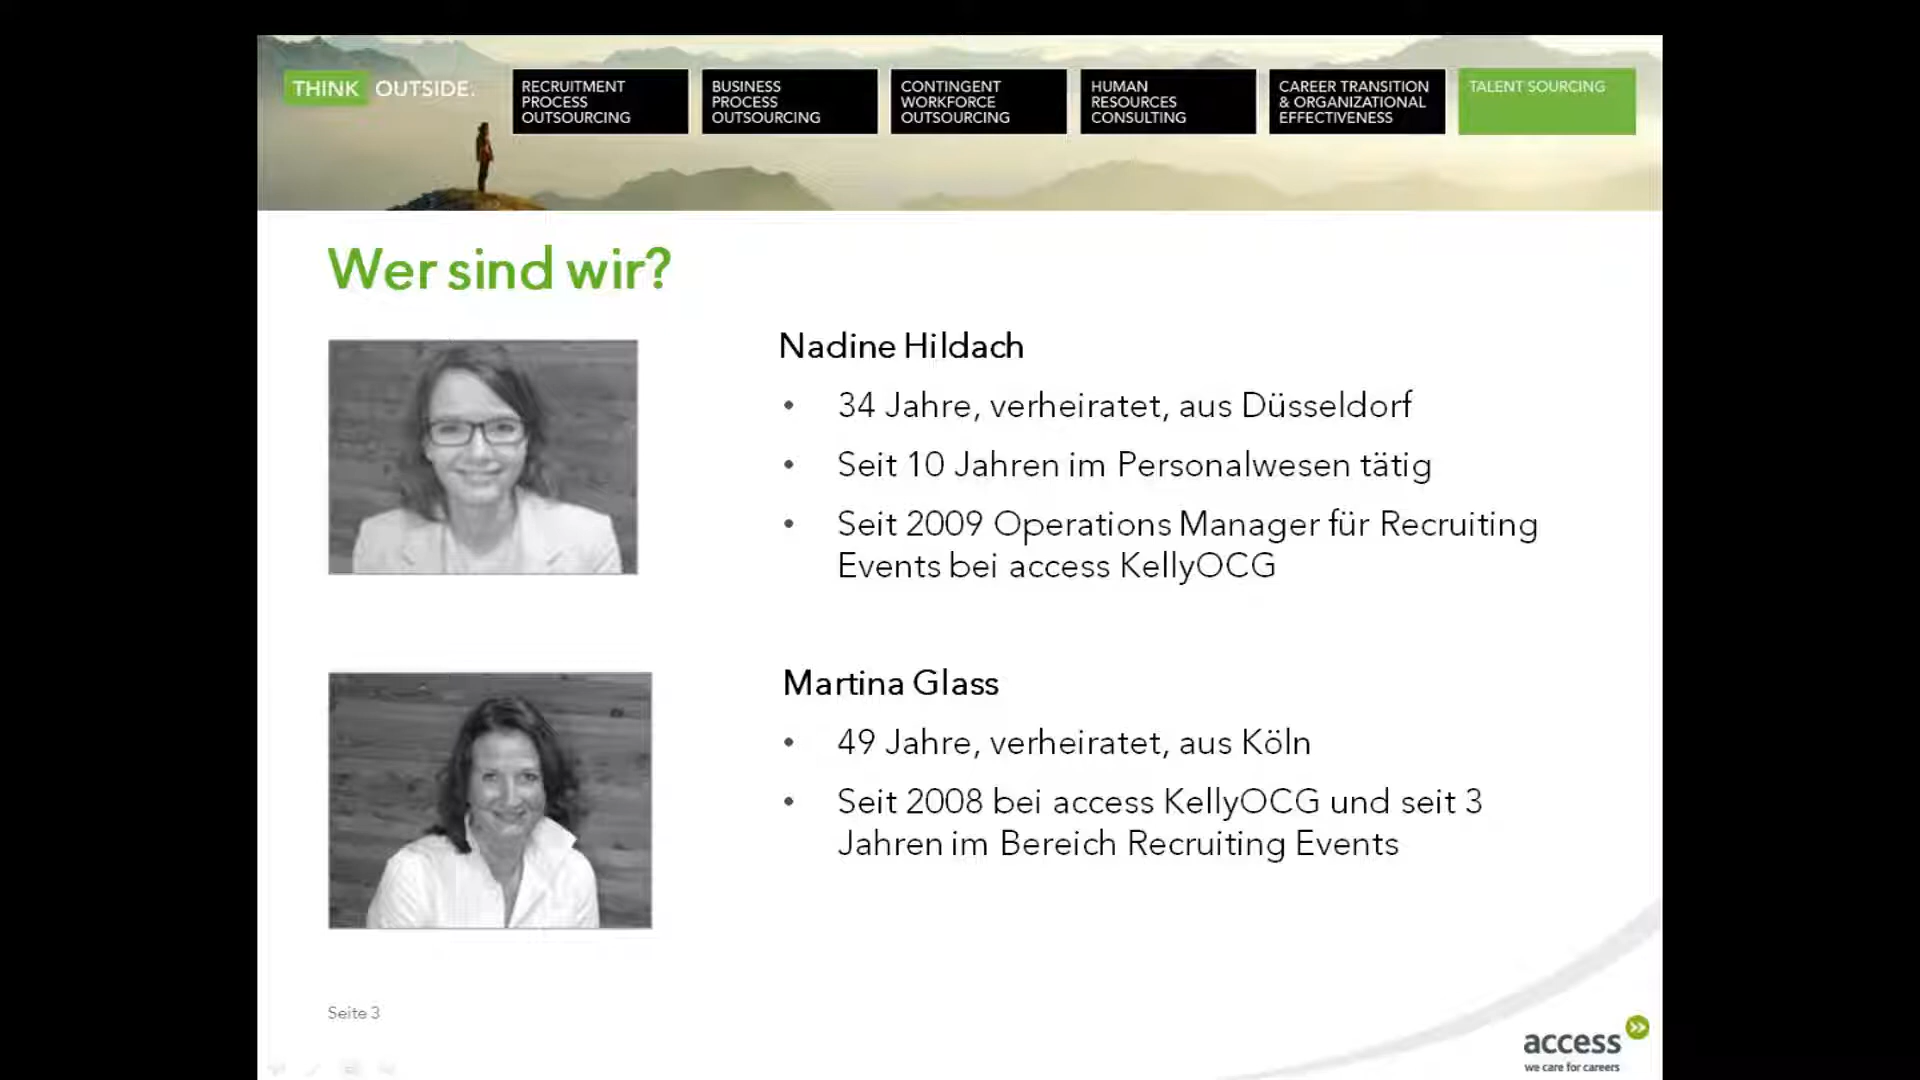 THINK OUTSIDE.
RECRUITMENT
PROCESS
OUTSOURCING
BUSINESS
PROCESS
OUTSOURCING
CONTINGENT
WORKFORCE
OUTSOURCING
HUMAN
RESOURCES
CONSULTING
CAREER TRANSITION
& ORGANIZATIONAL
EFFECTIVENESS
TALENT SOURCING
Wer sind wir?
Nadine Hildach
• 34 Jahre, verheiratet, aus Düsseldorf
• Seit 10 Jahren im Personalwesen tätig
• Seit 2009 Operations Manager für Recruiting
Events bei access KellyOCG
Martina Glass
• 49 Jahre, verheiratet, aus Köln
• Seit 2008 bei access KellyOCG und seit 3
Jahren im Bereich Recruiting Events
Seite 3
access
we care for careers